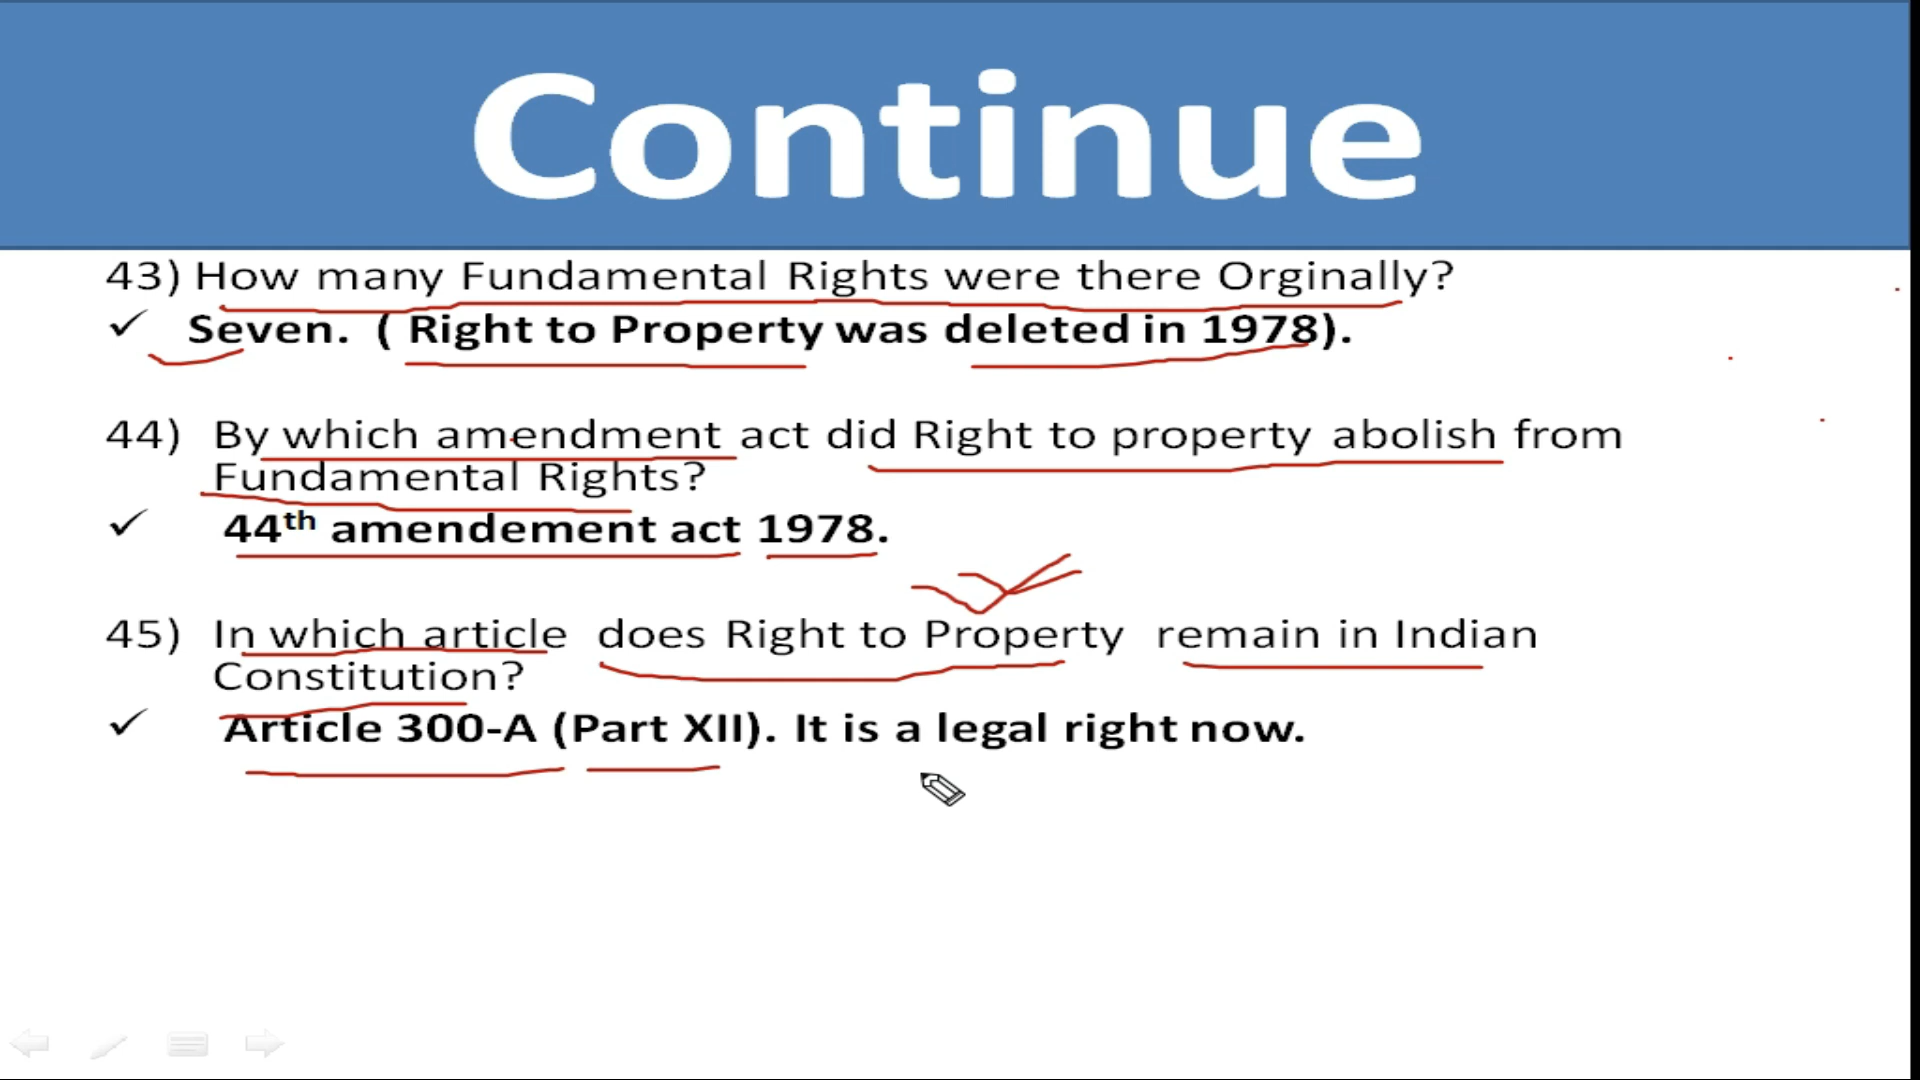 Continue
43) How many Fundamental Rights were there Orginally?
✓ Seven. ( Right to Property was deleted in 1978).
44) By which amendment act did Right to property abolish from
Fundamental Rights?
✓ 44th amendement act 1978.
45) In which article does Right to Property remain in Indian
Constitution?
✓ Article 300-A (Part XII). It is a legal right now.